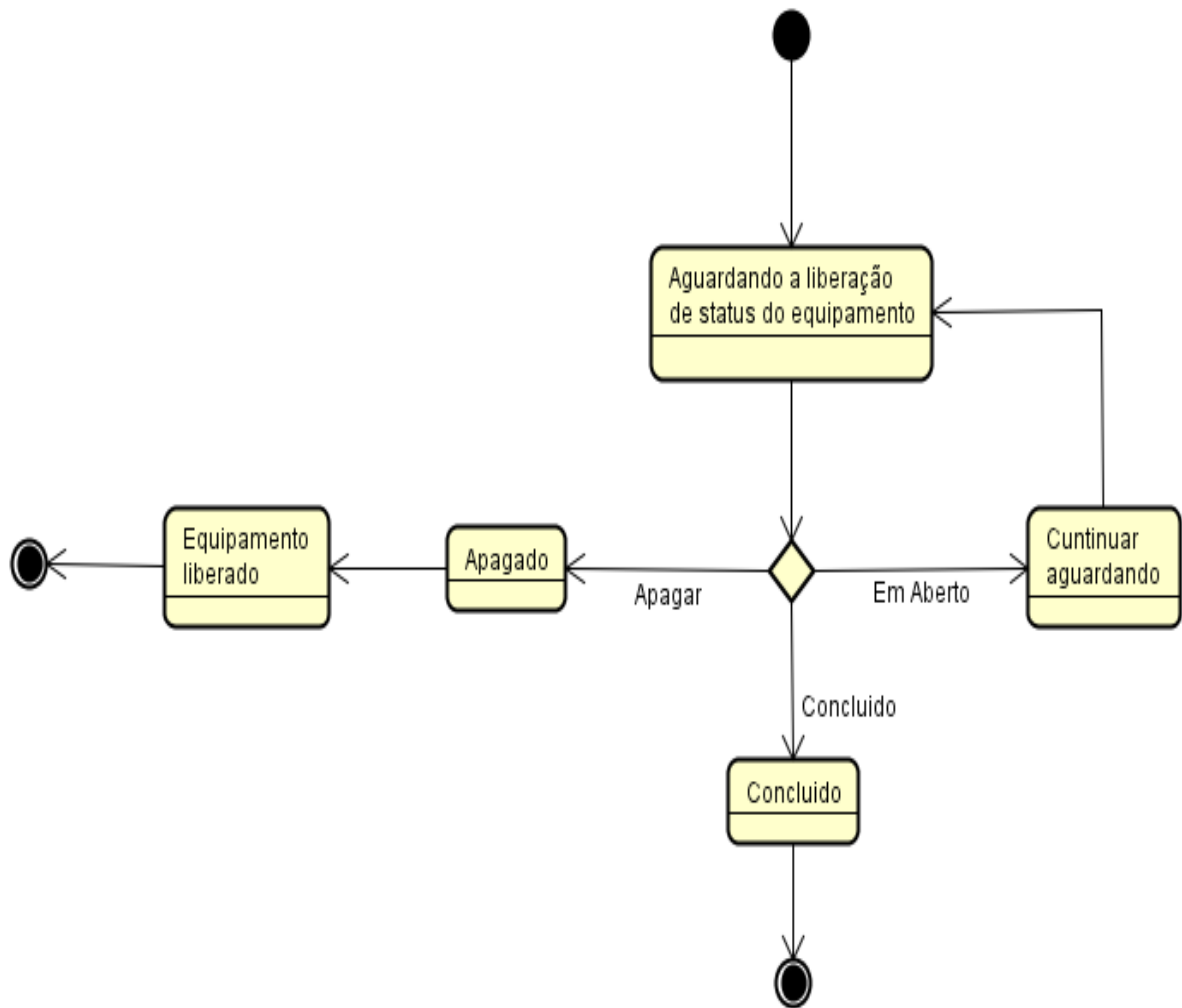 Aguardando a liberação
de status do equipamento
Equipamento
liberado
Apagado
Apagar
Em Aberto
Cuntinuar
aguardando
Concluido
Concluido